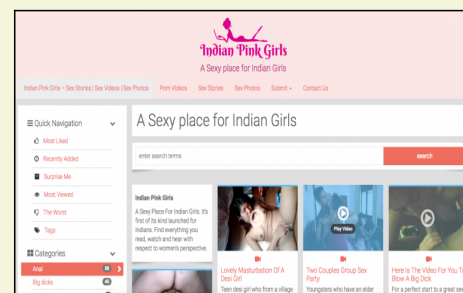 Indian Pink Girls
A Sexy place for Indian Girls
Indian Pink Girls – Sex Stories | Sex Videos | Sex Photos Porn Videos Sex Stories Sex Photos Submit Contact Us
Quick Navigation
Most Liked
Recently Added
Surprise Me
Most Viewed
The Worst
Tags
Categories
Anal
Big dicks
A Sexy place for Indian Girls
enter search terms search
Indian Pink Girls
A Sexy Place For Indian Girls. It's
first of its kind launched for
Indians. Find everything you
read, watch and hear with
respect to women's perspective.
Lovely Masturbation Of A
Desi Girl
Teen desi girl who from a village
Play Video
Two Couples Group Sex
Party
Youngsters who have an elder
Here Is The Video For You To
Blow A Big Dick
For a perfect start to a great sex